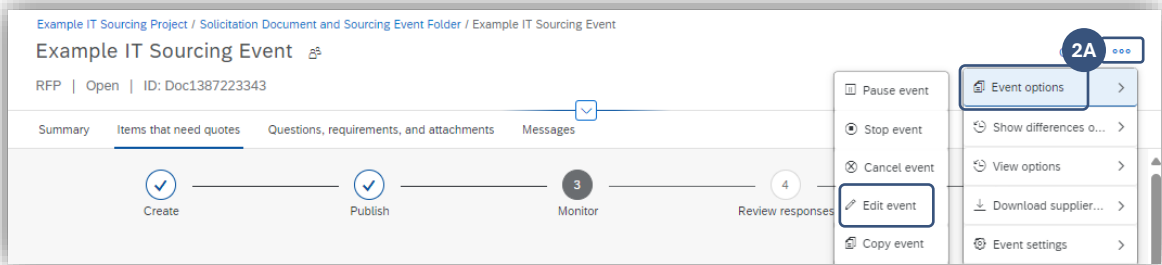 Example IT Sourcing Project / Solicitation Document and Sourcing Event Folder / Example IT Sourcing Event
Example IT Sourcing Event
2A
RFP | Open | ID: Doc1387223343
Summary
Items that need quotes
Questions, requirements, and attachments
Messages
Create
Publish
3
Monitor
4
Review responses
Pause event
Stop event
Cancel event
Edit event
Copy event
Event options
Show differences o...
View options
Download supplier...
Event settings